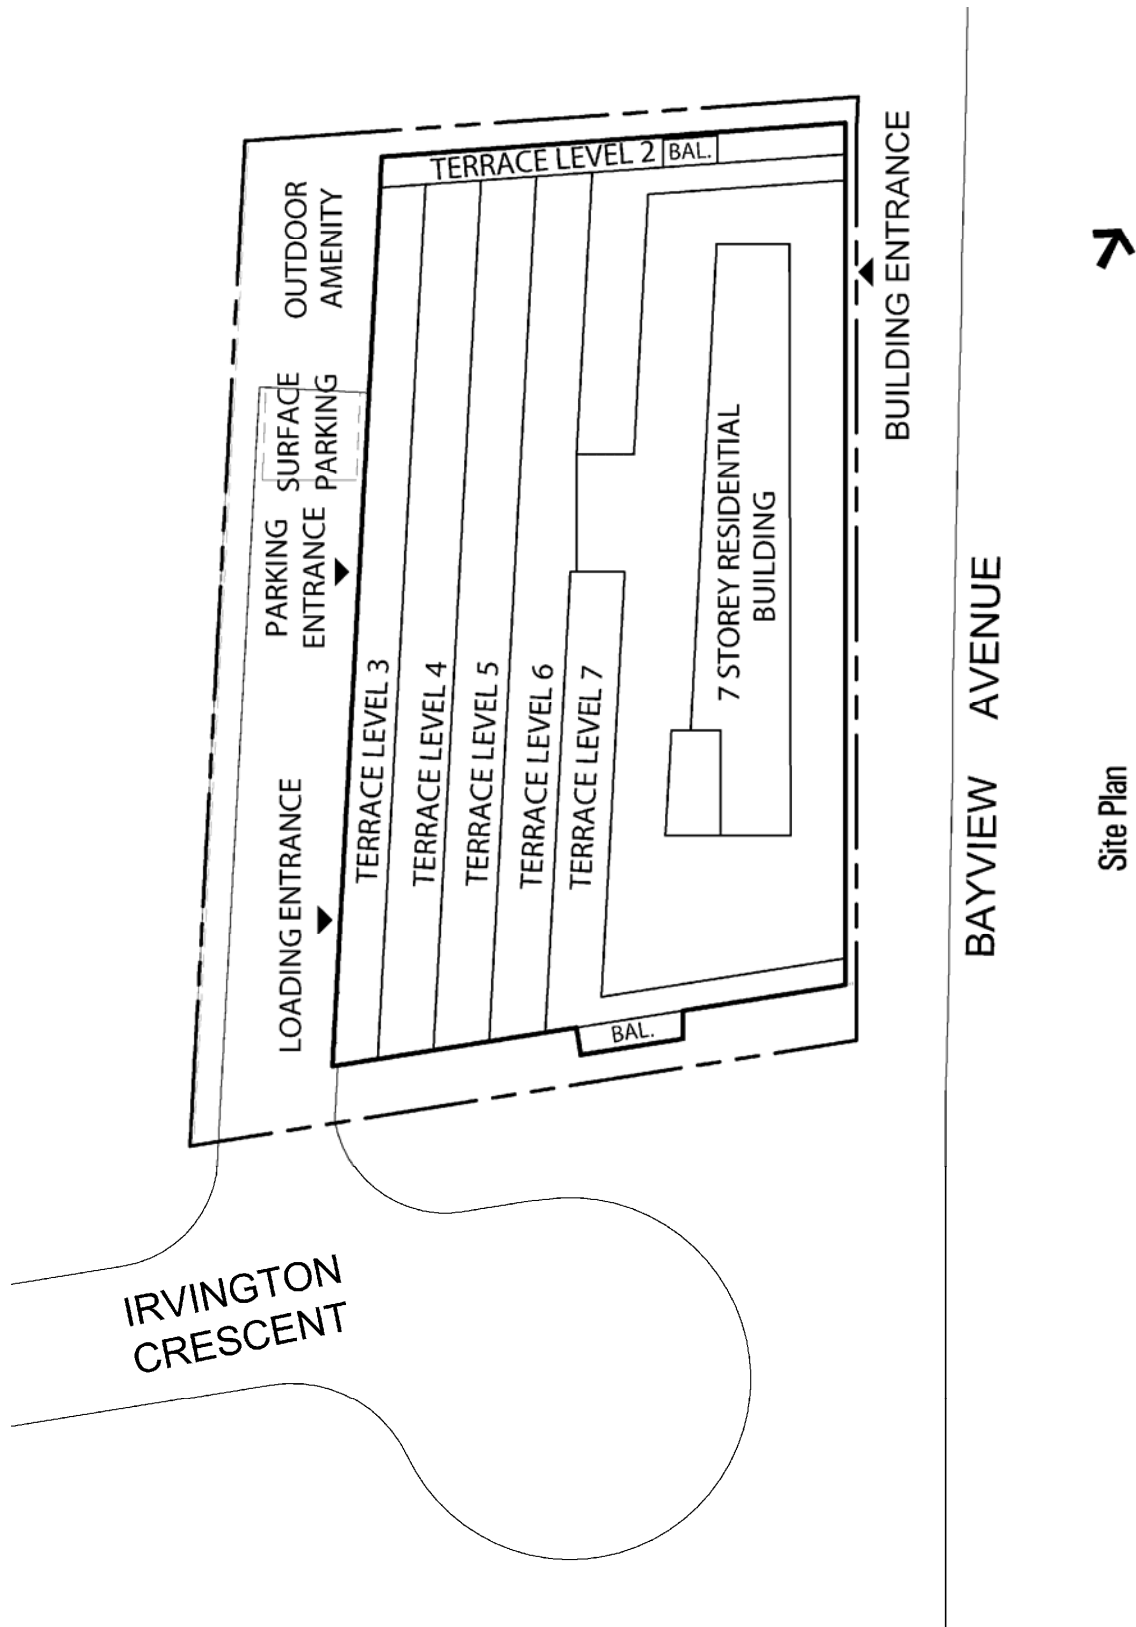 TERRACE LEVEL 2
BAL.
OUTDOOR
AMENITY
SURFACE
PARKING
PARKING
ENTRANCE
LOADING ENTRANCE
TERRACE LEVEL 3
TERRACE LEVEL 4
TERRACE LEVEL 5
TERRACE LEVEL 6
TERRACE LEVEL 7
7 STOREY RESIDENTIAL
BUILDING
BUILDING ENTRANCE
BAL.
BAYVIEW AVENUE
IRVINGTON
CRESCENT
Site Plan